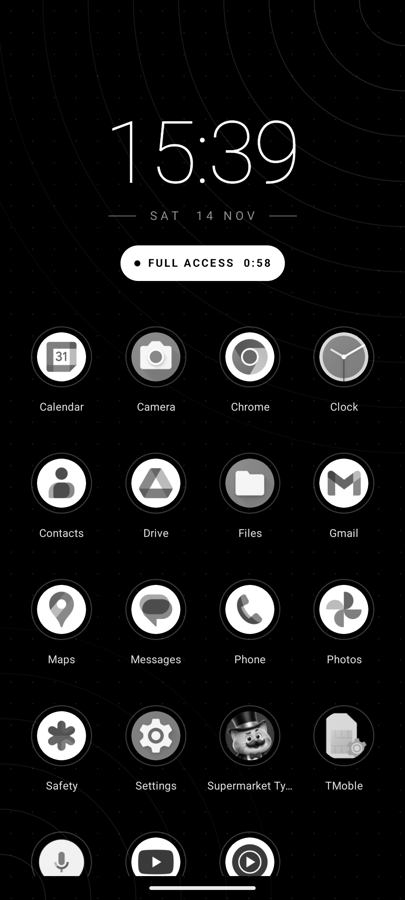 15:39
SAT 14 NOV
FULL ACCESS 0:58
31
Calendar Camera Chrome Clock
Contacts Drive Files Gmail
Maps Messages Phone Photos
Safety Settings Supermarket Ty... TMoble